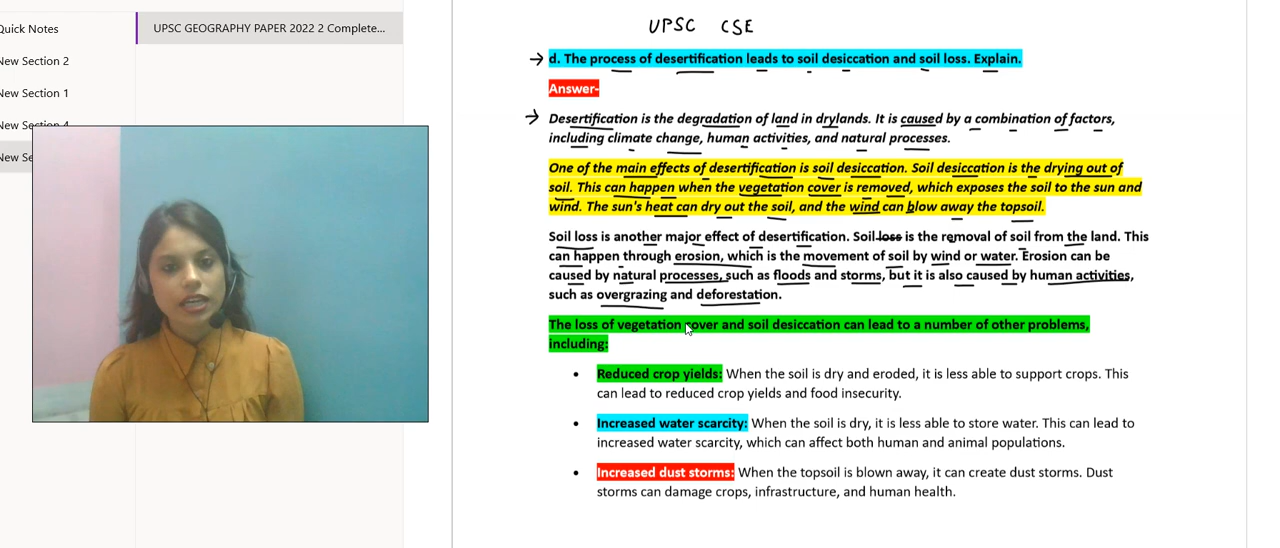 Quick Notes
New Section 2
New Section 1
New Section 4
New Se
UPSC GEOGRAPHY PAPER 2022 2 Complete...
UPSC CSE
→ d. The process of desertification leads to soil desiccation and soil loss. Explain.
Answer-
→ Desertification is the degradation of land in drylands. It is caused by a combination of factors,
including climate change, human activities, and natural processes.
One of the main effects of desertification is soil desiccation. Soil desiccation is the drying out of
soil. This can happen when the vegetation cover is removed, which exposes the soil to the sun and
wind. The sun's heat can dry out the soil, and the wind can blow away the topsoil.
Soil loss is another major effect of desertification. Soil loss is the removal of soil from the land. This
can happen through erosion, which is the movement of soil by wind or water. Erosion can be
caused by natural processes, such as floods and storms, but it is also caused by human activities,
such as overgrazing and deforestation.
The loss of vegetation cover and soil desiccation can lead to a number of other problems,
including:
• Reduced crop yields: When the soil is dry and eroded, it is less able to support crops. This
can lead to reduced crop yields and food insecurity.
• Increased water scarcity: When the soil is dry, it is less able to store water. This can lead to
increased water scarcity, which can affect both human and animal populations.
• Increased dust storms: When the topsoil is blown away, it can create dust storms. Dust
storms can damage crops, infrastructure, and human health.